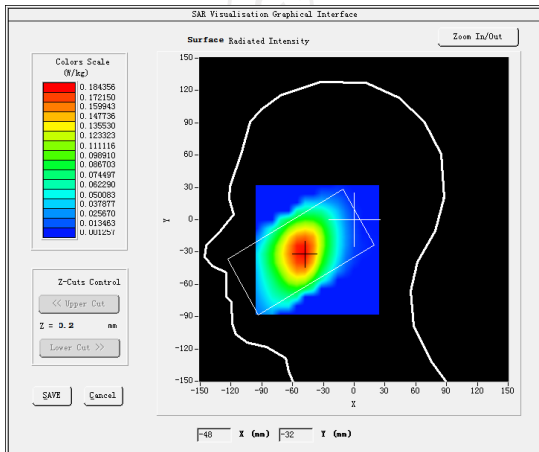 SAR Visualisation Graphical Interface
Surface Radiated Intensity
Zoom In/Out
Colors Scale
(W/kg)
0.184356
0.172150
0.159943
0.147736
0.135530
0.123323
0.111116
0.098910
0.086703
0.074497
0.062290
0.050083
0.037877
0.025670
0.013463
0.001257
Z-Cuts Control
<< Upper Cut
Z = 0.2 mm
Lower Cut >>
SAVE Cancel
150
120
90
60
30
0
-30
-60
-90
-120
-150
Y
-150 -120 -90 -60 -30 0 30 60 90 120 150
X
-48 X (mm) -32 Y (mm)